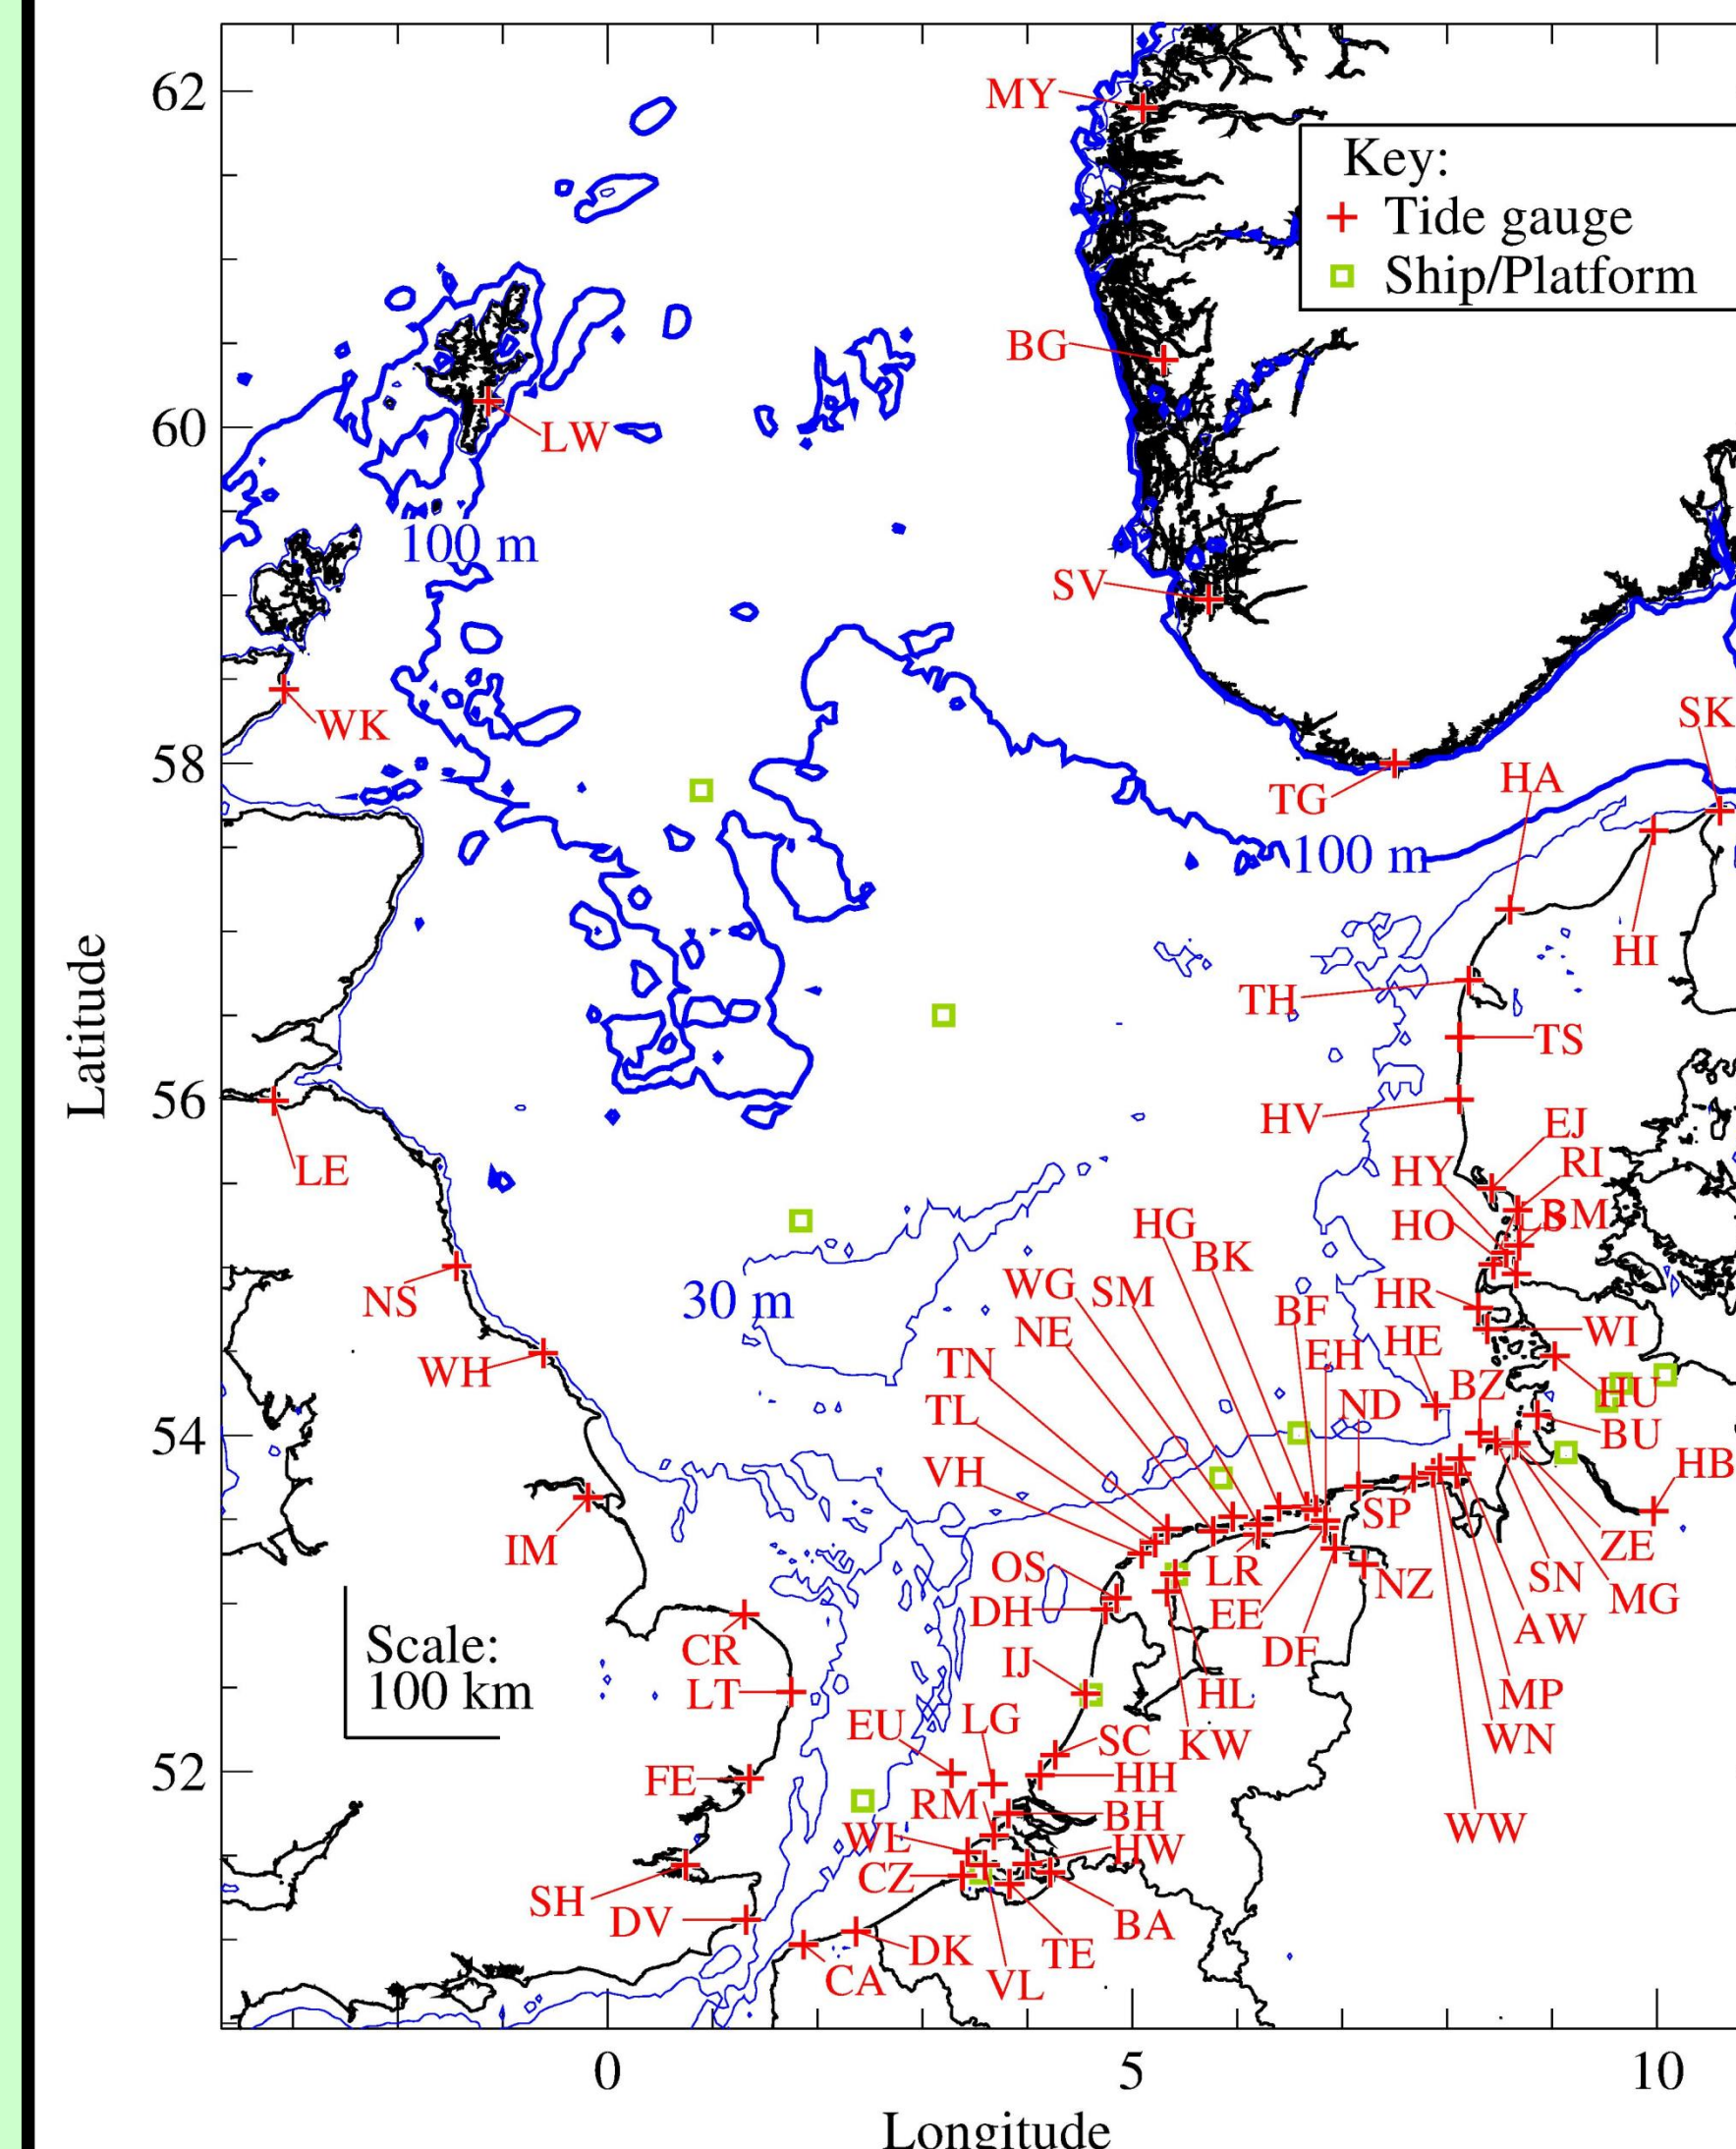 62
MY
Key:
Tide gauge
Ship/Platform
BG
60
LW
100 m
SV
WK
SK
58
TG
HA
100 m
HI
Latitude
TH
TS
56
HV
EJ
LE
HY
RI
HG
HO
LS
BM
BK
NS
30 m
WG
SM
HR
BF
NE
WI
EH
HE
WH
TN
BZ
HU
TL
ND
54
BU
VH
HB
SP
IM
ZE
OS
LR
SN
NZ
MG
DH
EE
AW
Scale:
CR
DF
IJ
100 km
LT
HL
MP
EU
LG
SC
KW
WN
52
FE
HH
RM
BH
WW
WL
HW
CZ
SH
DV
BA
DK
TE
CA
VL
0
5
10
Longitude